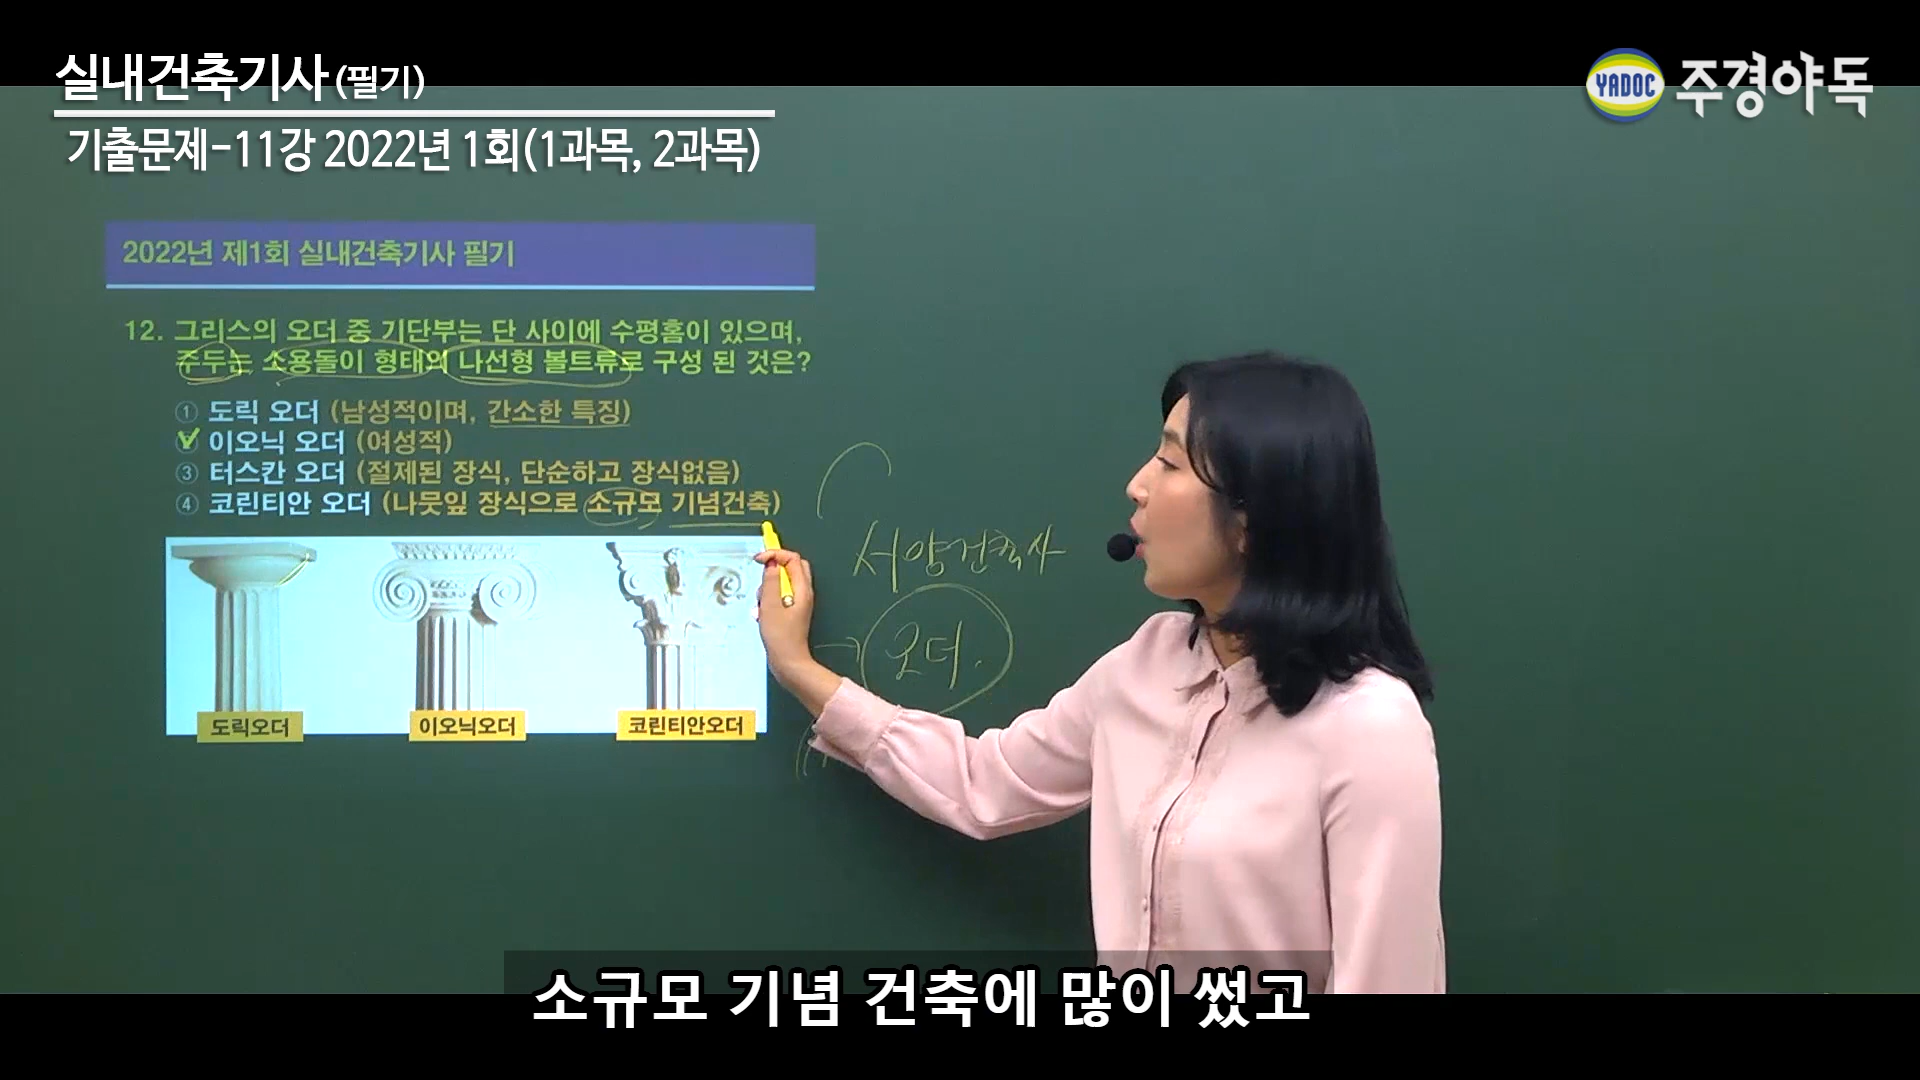 실내건축기사(필기)
기출문제-11강 2022년 1회(1과목, 2과목)
YADOC 주경야독
2022년 제1회 실내건축기사 필기
12. 그리스의 오더 중 기단부는 단 사이에 수평홈이 있으며,
주두는 소용돌이 형태의 나선형 볼트류로 구성 된 것은?
① 도릭 오더 (남성적이며, 간소한 특징)
② 이오닉 오더 (여성적)
③ 터스칸 오더 (절제된 장식, 단순하고 장식없음)
④ 코린티안 오더 (나뭇잎 장식으로 소규모 기념건축)
서양건축사
오더.
도릭오더
이오닉오더
코린티안오더
소규모 기념 건축에 많이 썼고